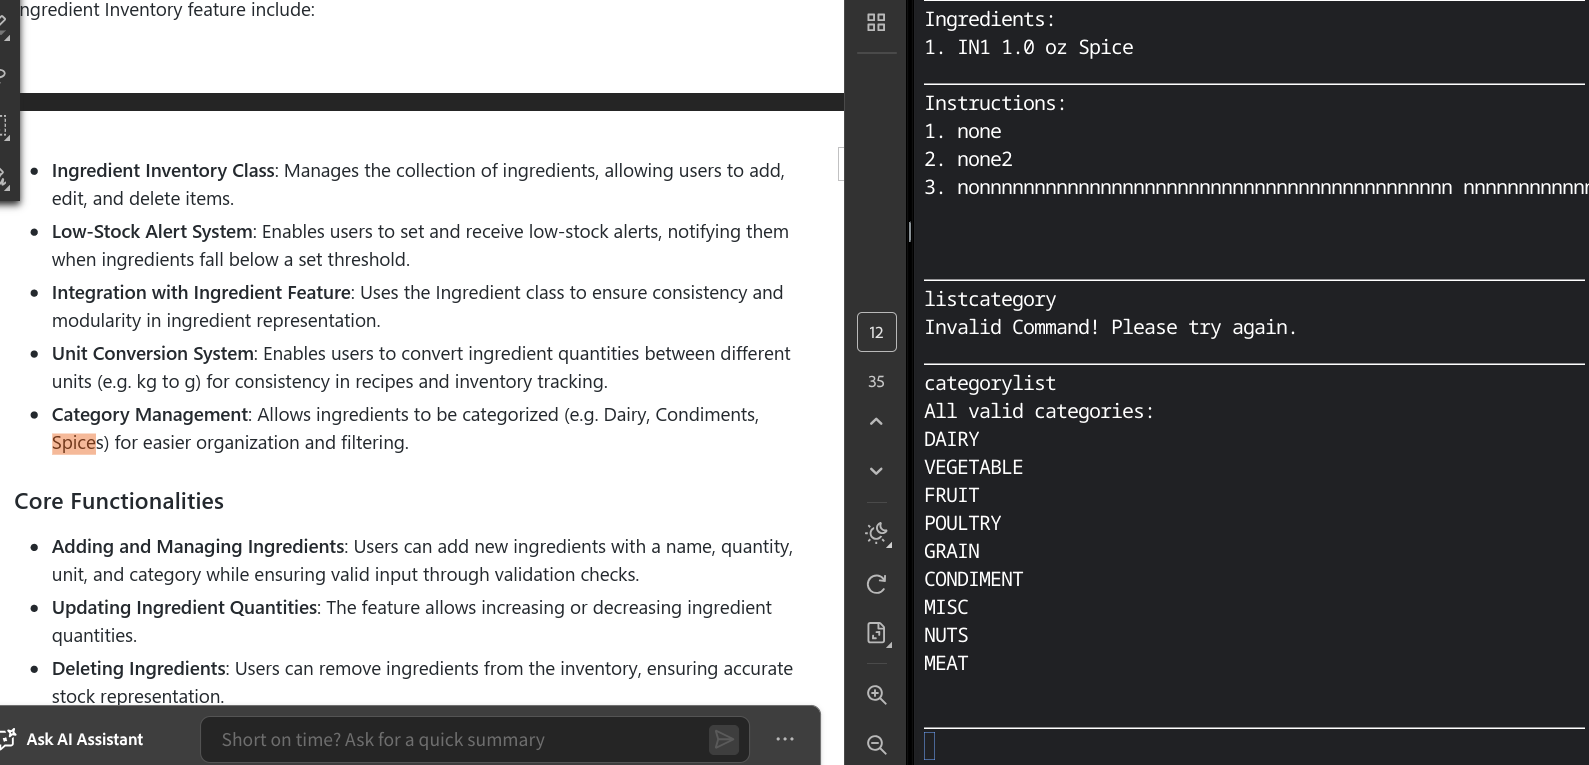 ngredient Inventory feature include:
Ingredient Inventory Class: Manages the collection of ingredients, allowing users to add,
edit, and delete items.
Low-Stock Alert System: Enables users to set and receive low-stock alerts, notifying them
when ingredients fall below a set threshold.
Integration with Ingredient Feature: Uses the Ingredient class to ensure consistency and
modularity in ingredient representation.
Unit Conversion System: Enables users to convert ingredient quantities between different
units (e.g. kg to g) for consistency in recipes and inventory tracking.
Category Management: Allows ingredients to be categorized (e.g. Dairy, Condiments,
Spices) for easier organization and filtering.
Core Functionalities
Adding and Managing Ingredients: Users can add new ingredients with a name, quantity,
unit, and category while ensuring valid input through validation checks.
Updating Ingredient Quantities: The feature allows increasing or decreasing ingredient
quantities.
Deleting Ingredients: Users can remove ingredients from the inventory, ensuring accurate
stock representation.
Ask AI Assistant
Short on time? Ask for a quick summary
12
35
Ingredients:
1. IN1 1.0 oz Spice
Instructions:
1. none
2. none2
3.
listcategory
Invalid Command! Please try again.
categorylist
All valid categories:
DAIRY
VEGETABLE
FRUIT
POULTRY
GRAIN
CONDIMENT
MISC
NUTS
MEAT